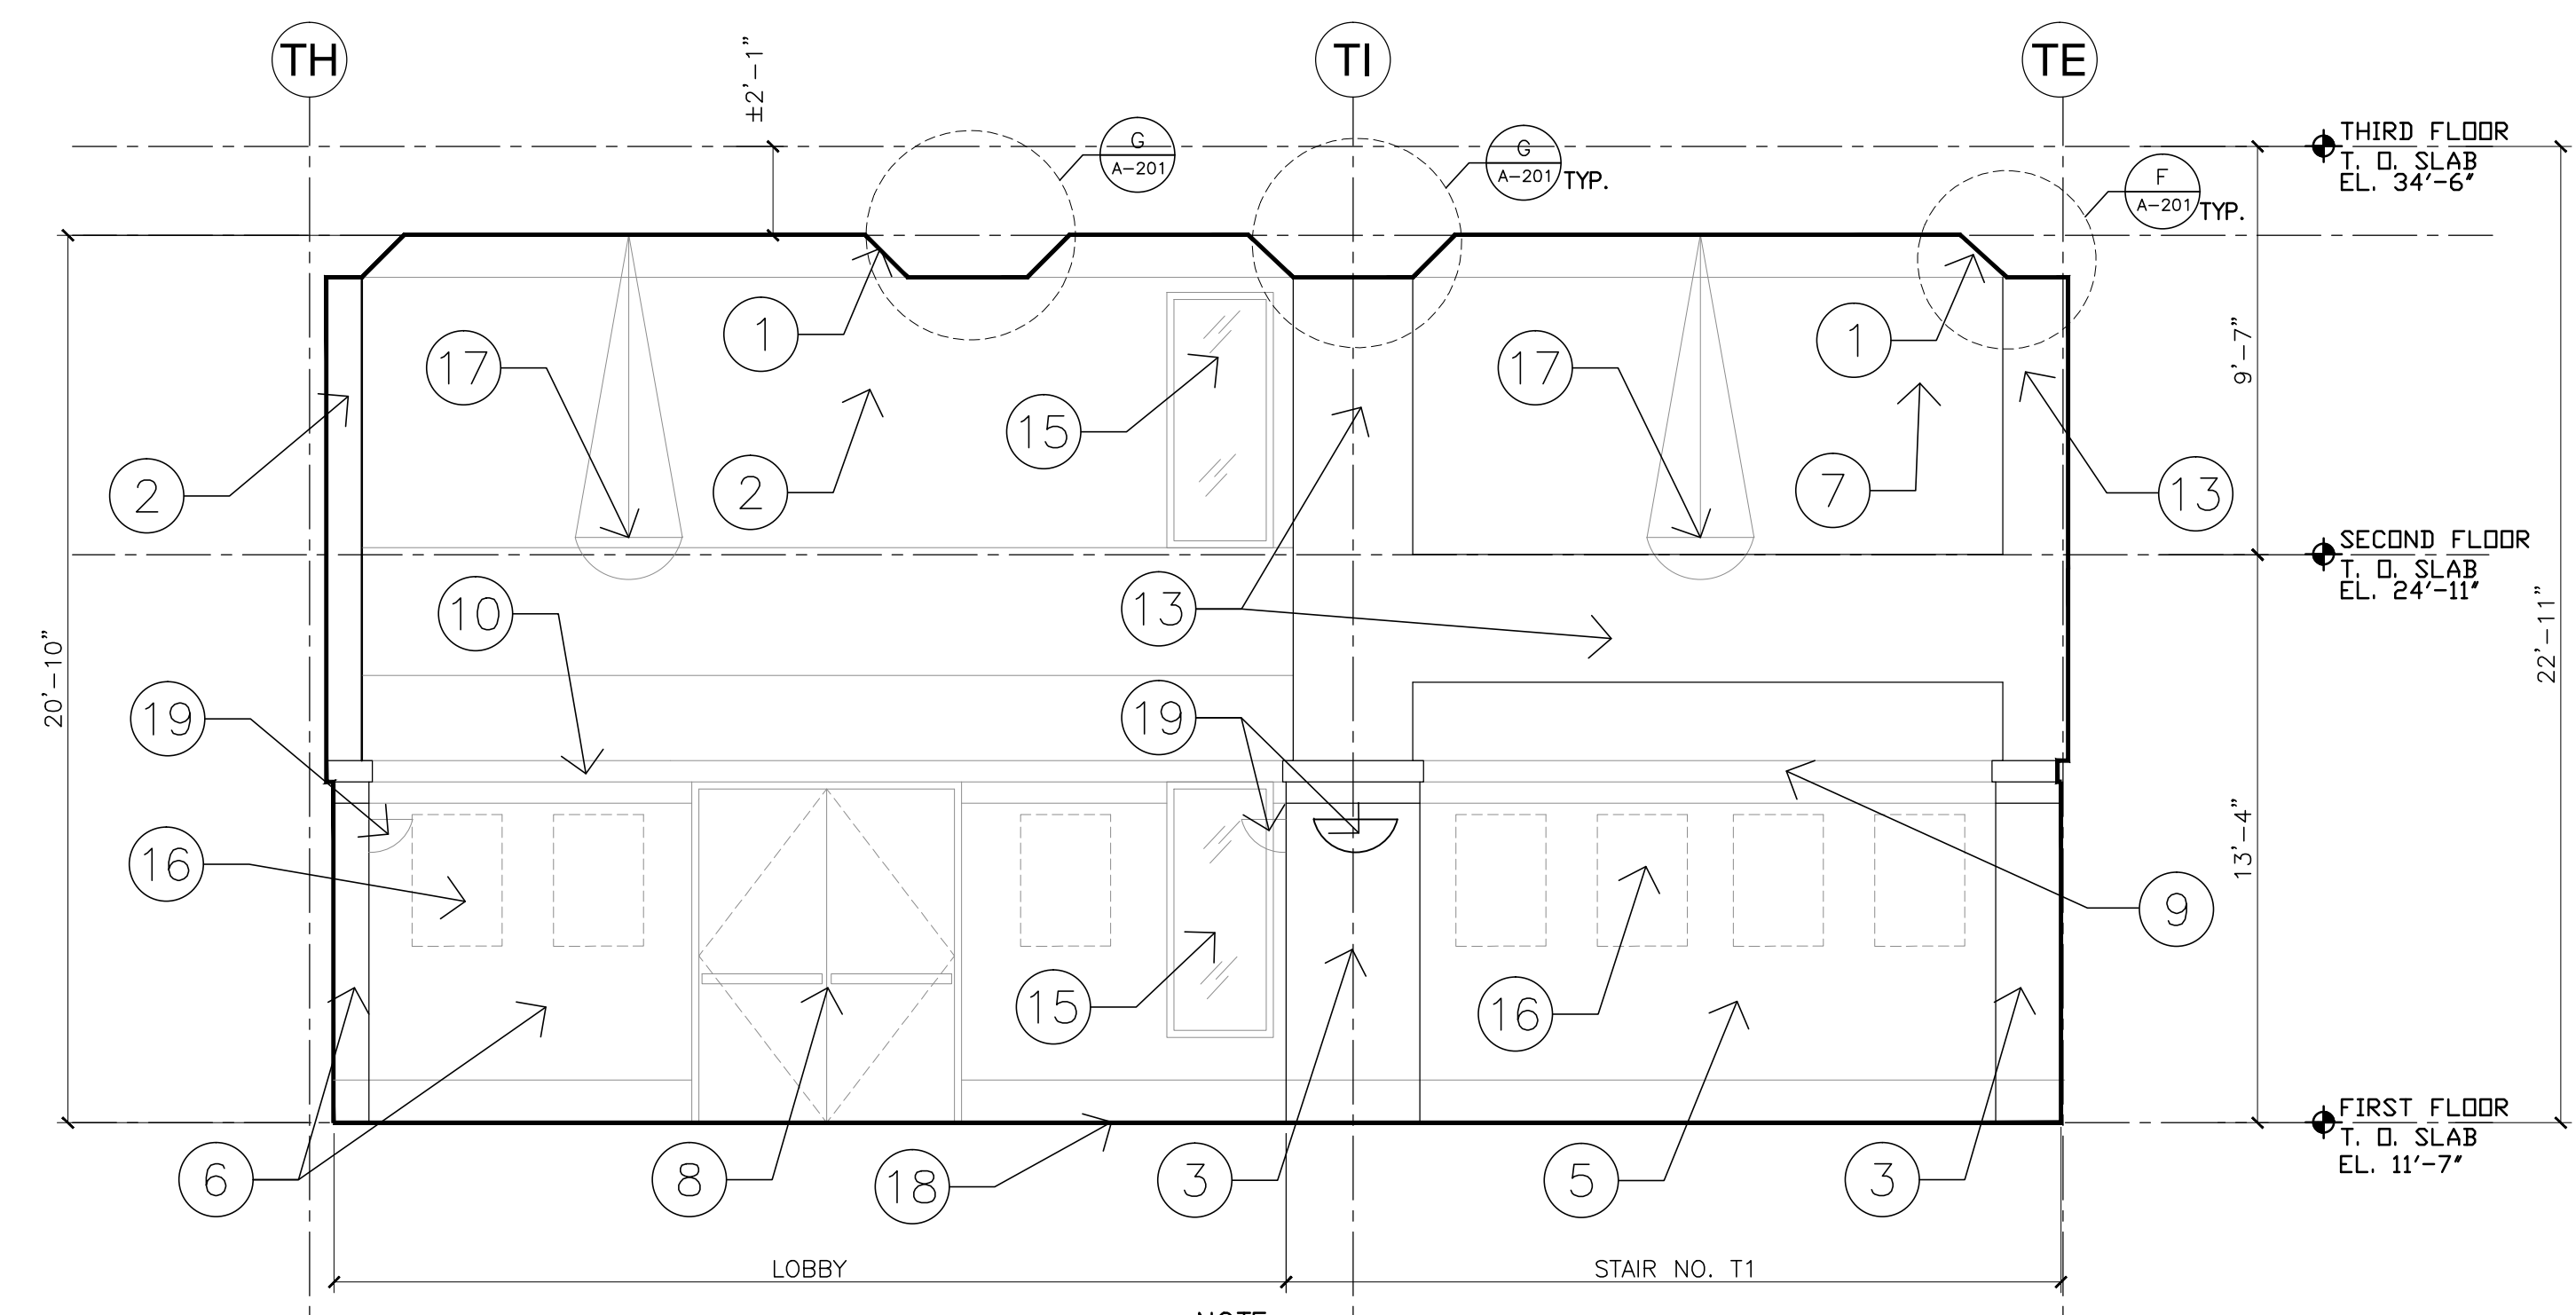 TH
TI
TE
±2'-1"
G
A-201
G
A-201 TYP.
F
A-201 TYP.
THIRD FLOOR
T. O. SLAB
EL. 34'-6"
1
17
15
17
1
9'-7"
2
2
7
13
SECOND FLOOR
T. O. SLAB
EL. 24'-11"
10
13
20'-10"
22'-11"
19
19
16
13'-4"
9
15
16
FIRST FLOOR
T. O. SLAB
EL. 11'-7"
6
8
18
3
5
3
LOBBY
STAIR NO. T1